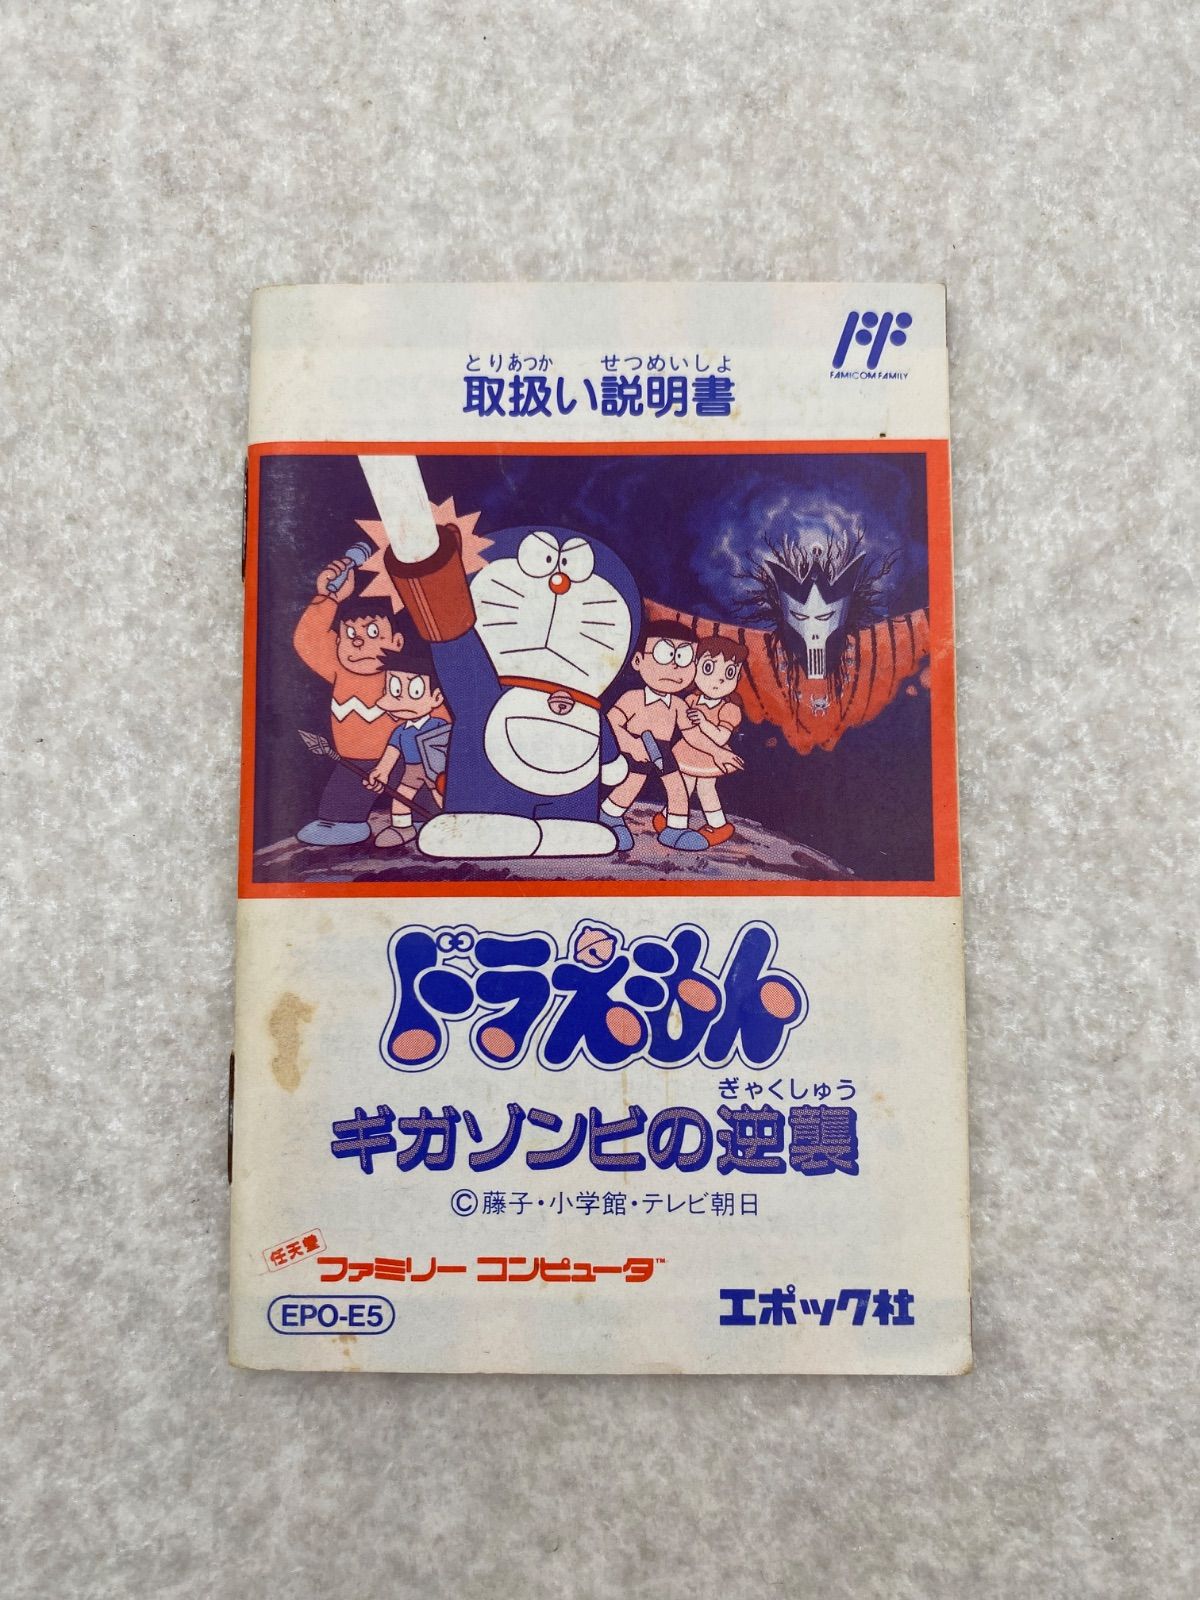 FAMICOM FAMILY
とりあつか せつめいしょ
取扱い説明書
ドラえもん
ぎゃくしゅう
ギガゾンビの逆襲
©藤子・小学館・テレビ朝日
任天堂
ファミリー コンピュータ™
EPO-E5
エポック社